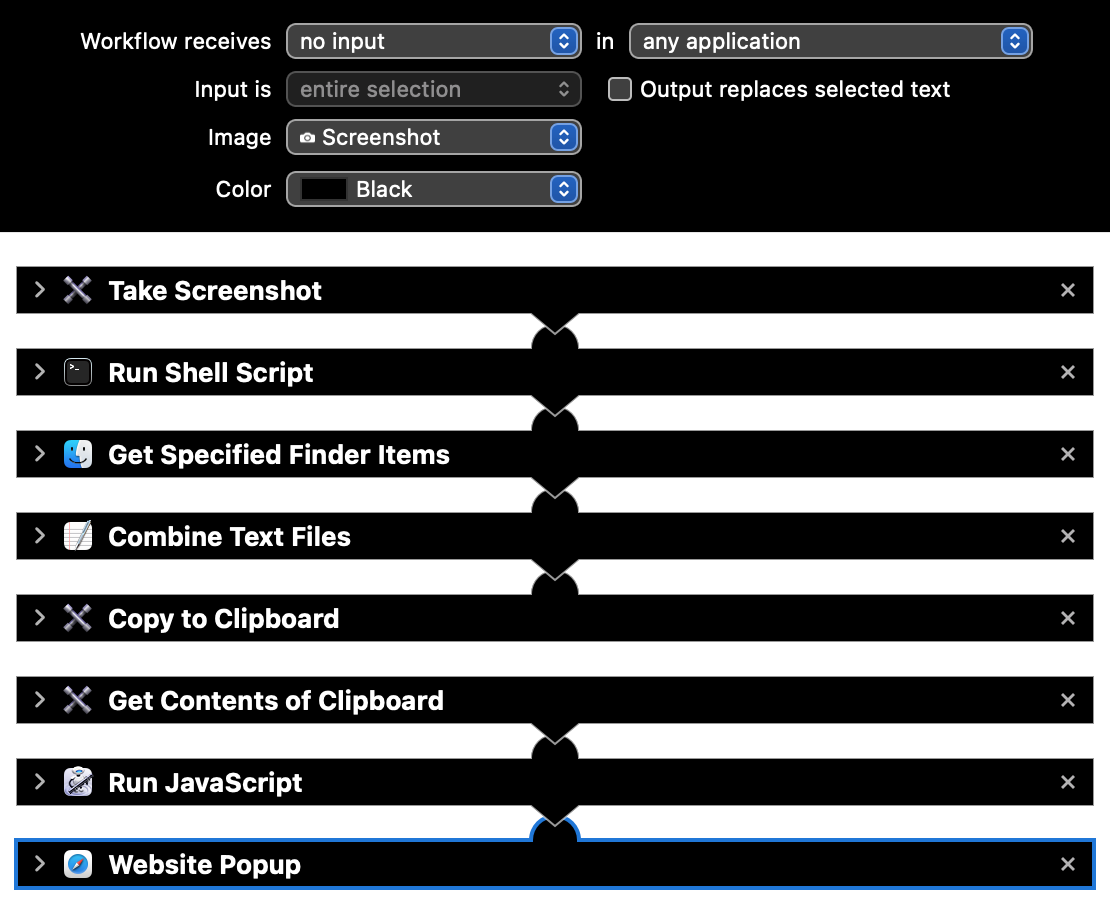 Workflow receives no input in any application
Input is entire selection Output replaces selected text
Image Screenshot
Color Black
Take Screenshot
Run Shell Script
Get Specified Finder Items
Combine Text Files
Copy to Clipboard
Get Contents of Clipboard
Run JavaScript
Website Popup